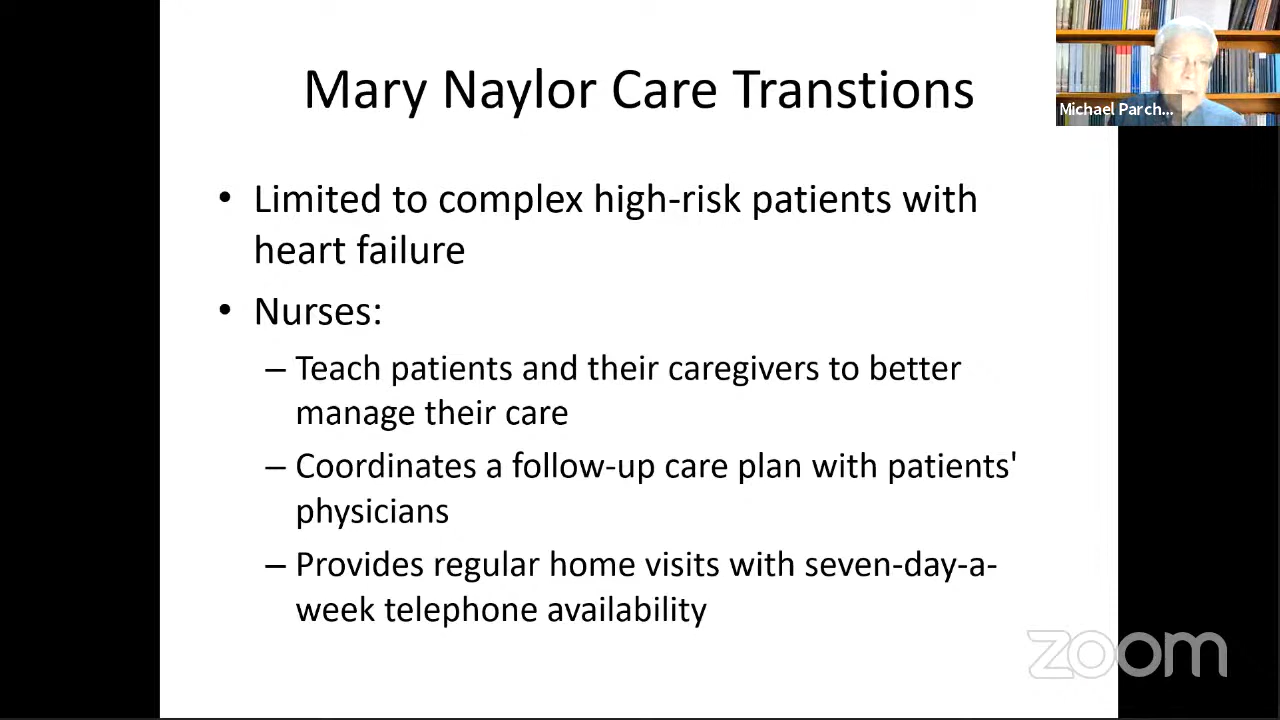 Mary Naylor Care Transtions
Michael Parch...
• Limited to complex high-risk patients with
heart failure
• Nurses:
– Teach patients and their caregivers to better
manage their care
– Coordinates a follow-up care plan with patients'
physicians
– Provides regular home visits with seven-day-a-
week telephone availability
zoom